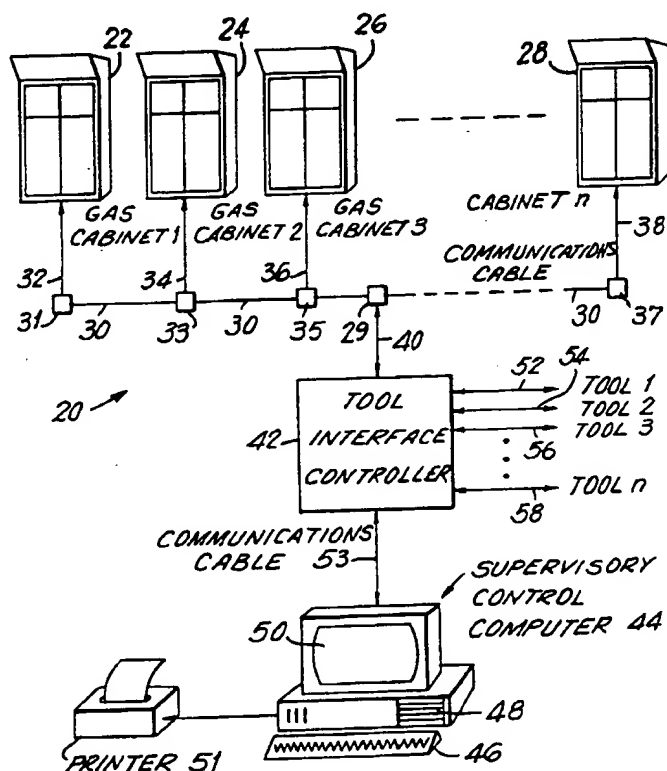 22
24
26
28
GAS CABINET 1
GAS CABINET 2
GAS CABINET 3
CABINET n
32
34
36
38
COMMUNICATIONS CABLE
31
30
33
30
35
29
30
37
40
20
42
TOOL INTERFACE CONTROLLER
52
54
TOOL 1
TOOL 2
56
TOOL 3
58
TOOL n
COMMUNICATIONS CABLE 53
SUPERVISORY CONTROL COMPUTER 44
50
48
46
PRINTER 51